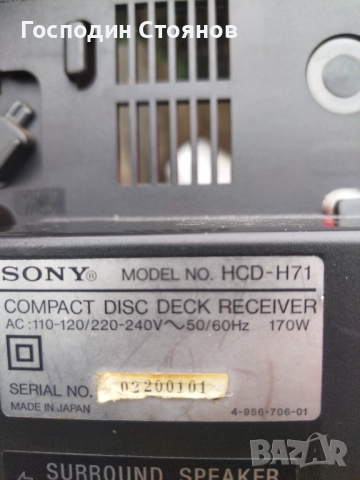 Господин Стоянов
SONY® MODEL NO. HCD-H71
COMPACT DISC DECK RECEIVER
AC:110-120/220-240V～50/60Hz 170W
SERIAL NO. 02200101
MADE IN JAPAN 4-956-706-01
SURROUND SPEAKER
BAZAR